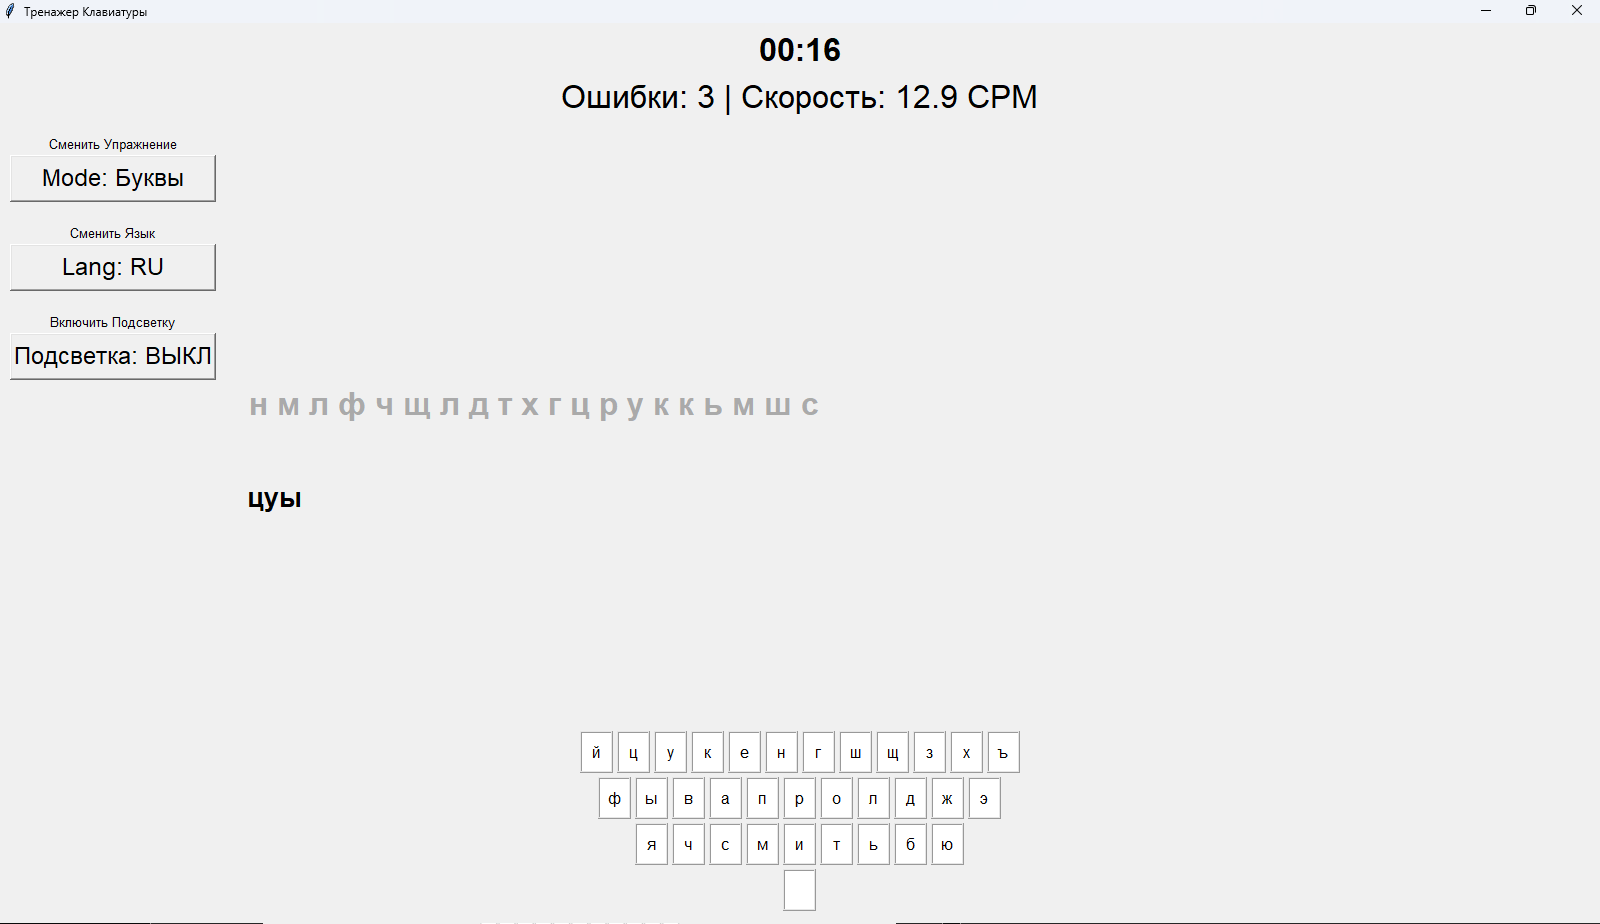 Тренажер Клавиатуры
00:16
Ошибки: 3 | Скорость: 12.9 CPM
Сменить Упражнение
Mode: Буквы
Сменить Язык
Lang: RU
Включить Подсветку
Подсветка: ВЫКЛ
н м л ф ч щ л д т х г ц р у к к ь м ш с
цуы
й ц у к е н г ш щ з х ъ
ф ы в а п р о л д ж э
я ч с м и т ь б ю